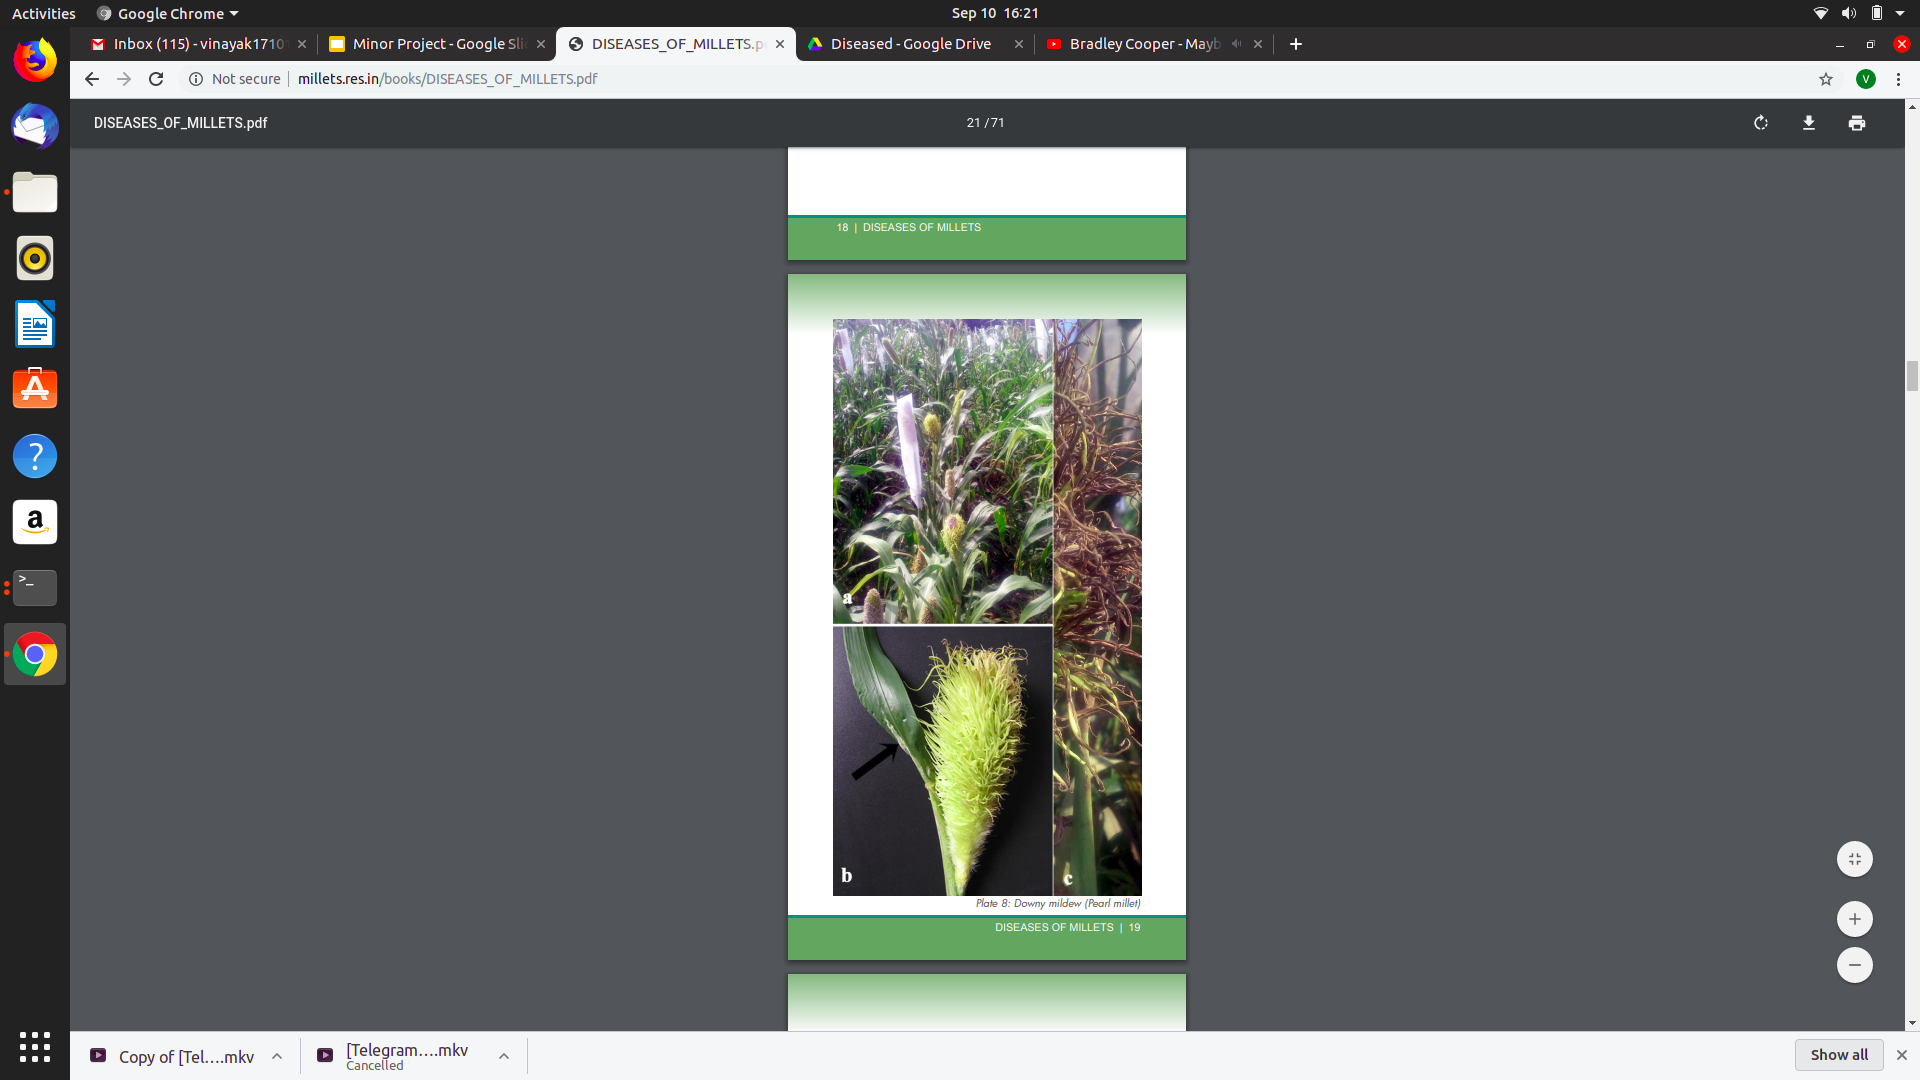 Activities
Google Chrome
Sep 10 16:21
Inbox (115) - vinayak1710
Minor Project - Google Sli
DISEASES_OF_MILLETS.p
Diseased - Google Drive
Bradley Cooper - Mayb
Not secure
millets.res.in/books/DISEASES_OF_MILLETS.pdf
V
DISEASES_OF_MILLETS.pdf
21 / 71
18 | DISEASES OF MILLETS
a
b
c
Plate 8: Downy mildew (Pearl millet)
DISEASES OF MILLETS | 19
Copy of [Tel....mkv
[Telegram....mkv
Cancelled
Show all